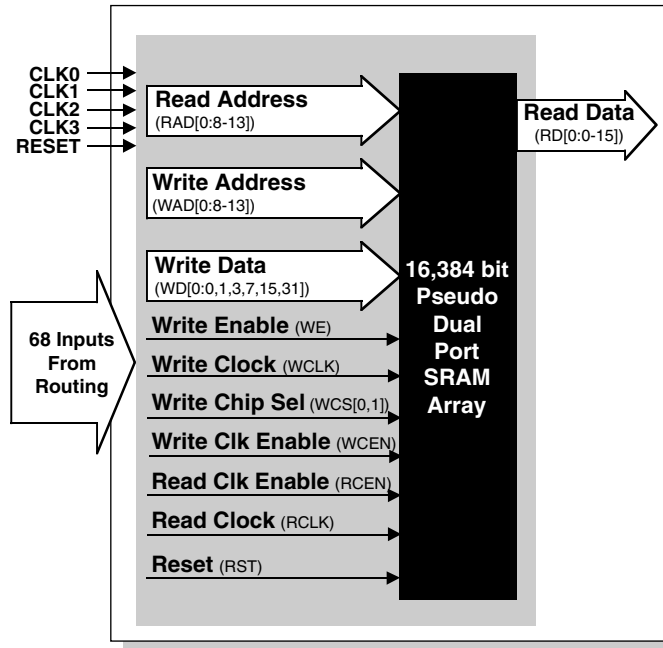 CLK0
CLK1
CLK2
CLK3
RESET
Read Address
(RAD[0:8-13])
Write Address
(WAD[0:8-13])
Write Data
(WD[0:0,1,3,7,15,31])
Write Enable (WE)
Write Clock (WCLK)
Write Chip Sel (WCS[0,1])
Write Clk Enable (WCEN)
Read Clk Enable (RCEN)
Read Clock (RCLK)
Reset (RST)
68 Inputs
From
Routing
16,384 bit
Pseudo
Dual
Port
SRAM
Array
Read Data
(RD[0:0-15])